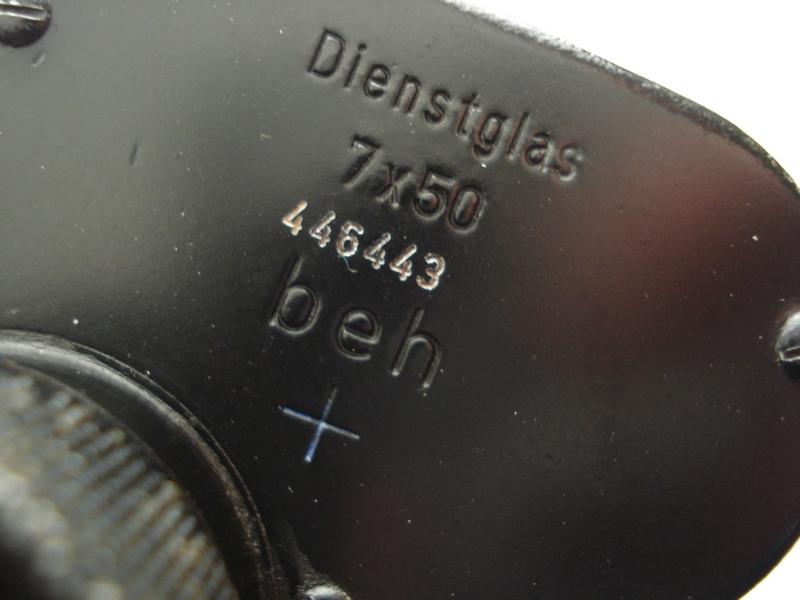 Dienstglas
7x50
446443
beh
+